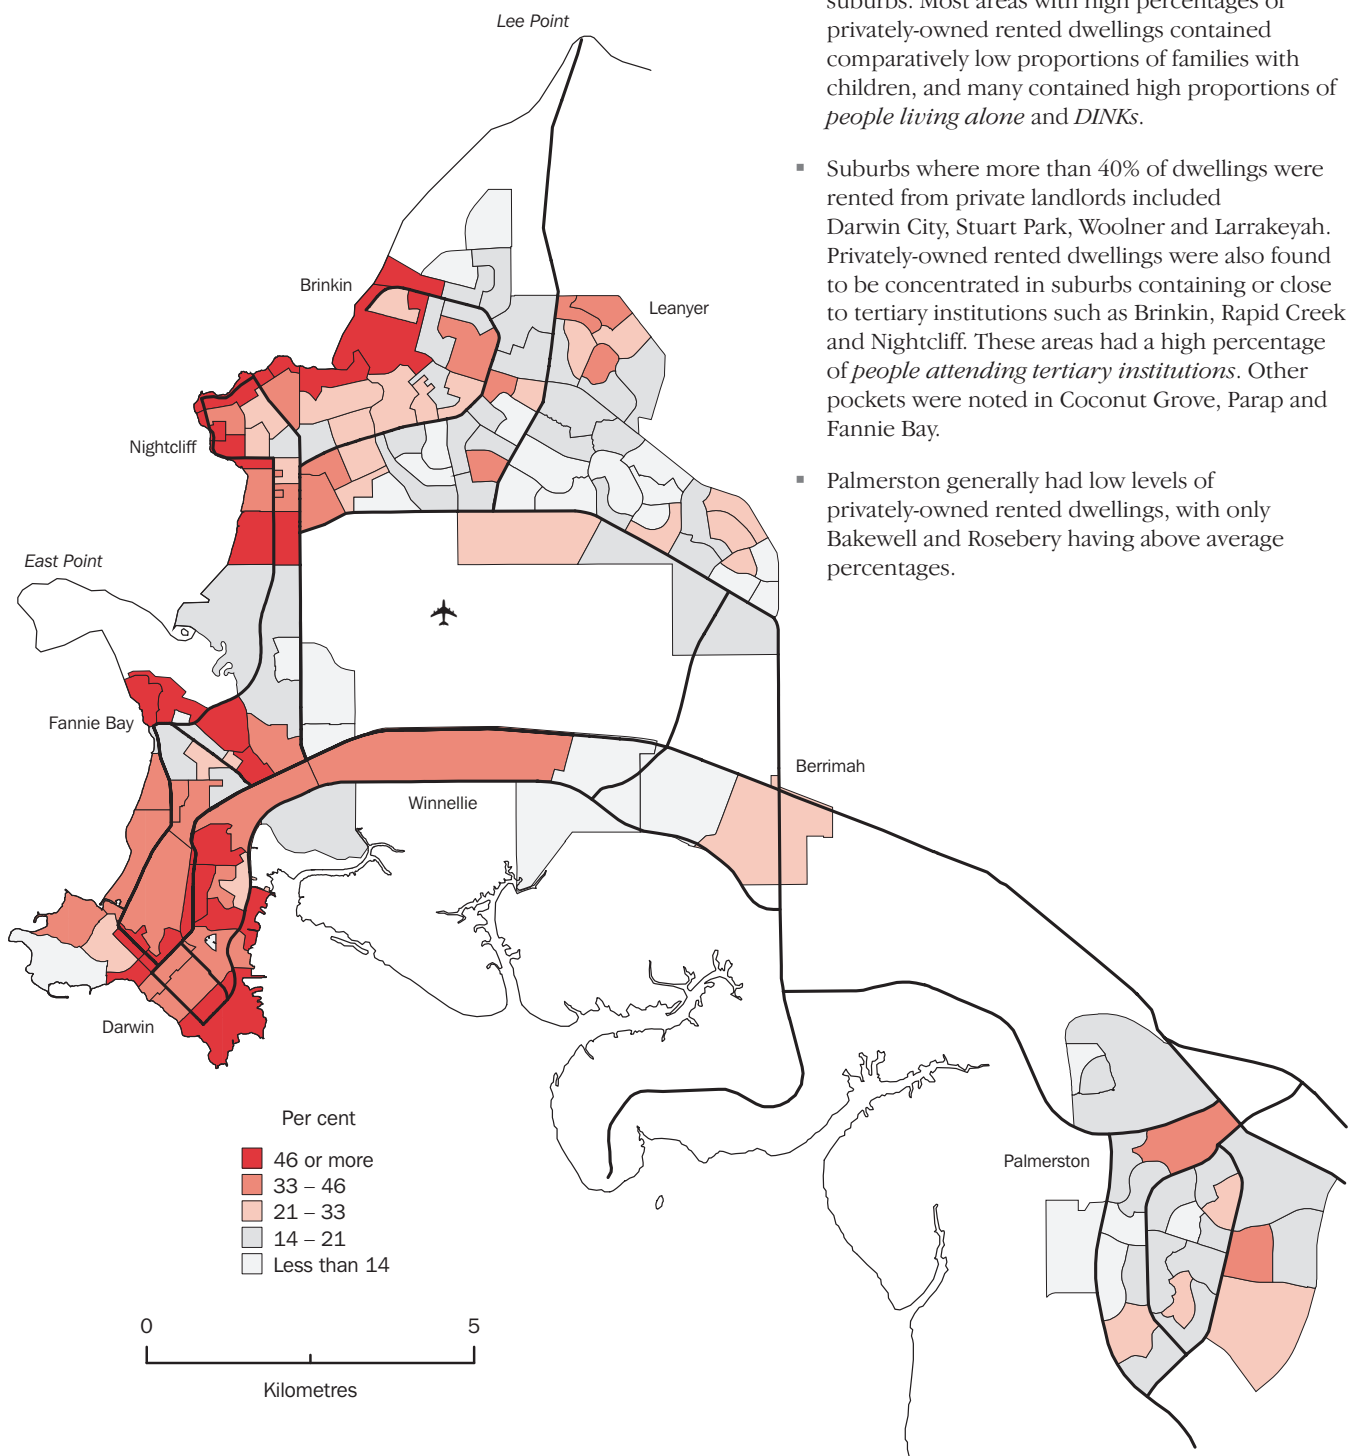 suburbs. Most areas with high percentages of
privately-owned rented dwellings contained
comparatively low proportions of families with
children, and many contained high proportions of
people living alone and DINKs.
▪ Suburbs where more than 40% of dwellings were
rented from private landlords included
Darwin City, Stuart Park, Woolner and Larrakeyah.
Privately-owned rented dwellings were also found
to be concentrated in suburbs containing or close
to tertiary institutions such as Brinkin, Rapid Creek
and Nightcliff. These areas had a high percentage
of people attending tertiary institutions. Other
pockets were noted in Coconut Grove, Parap and
Fannie Bay.
▪ Palmerston generally had low levels of
privately-owned rented dwellings, with only
Bakewell and Rosebery having above average
percentages.
Lee Point
Brinkin
Leanyer
Nightcliff
East Point
Fannie Bay
Berrimah
Winnellie
Darwin
Palmerston
Per cent
46 or more
33 – 46
21 – 33
14 – 21
Less than 14
0 5
Kilometres